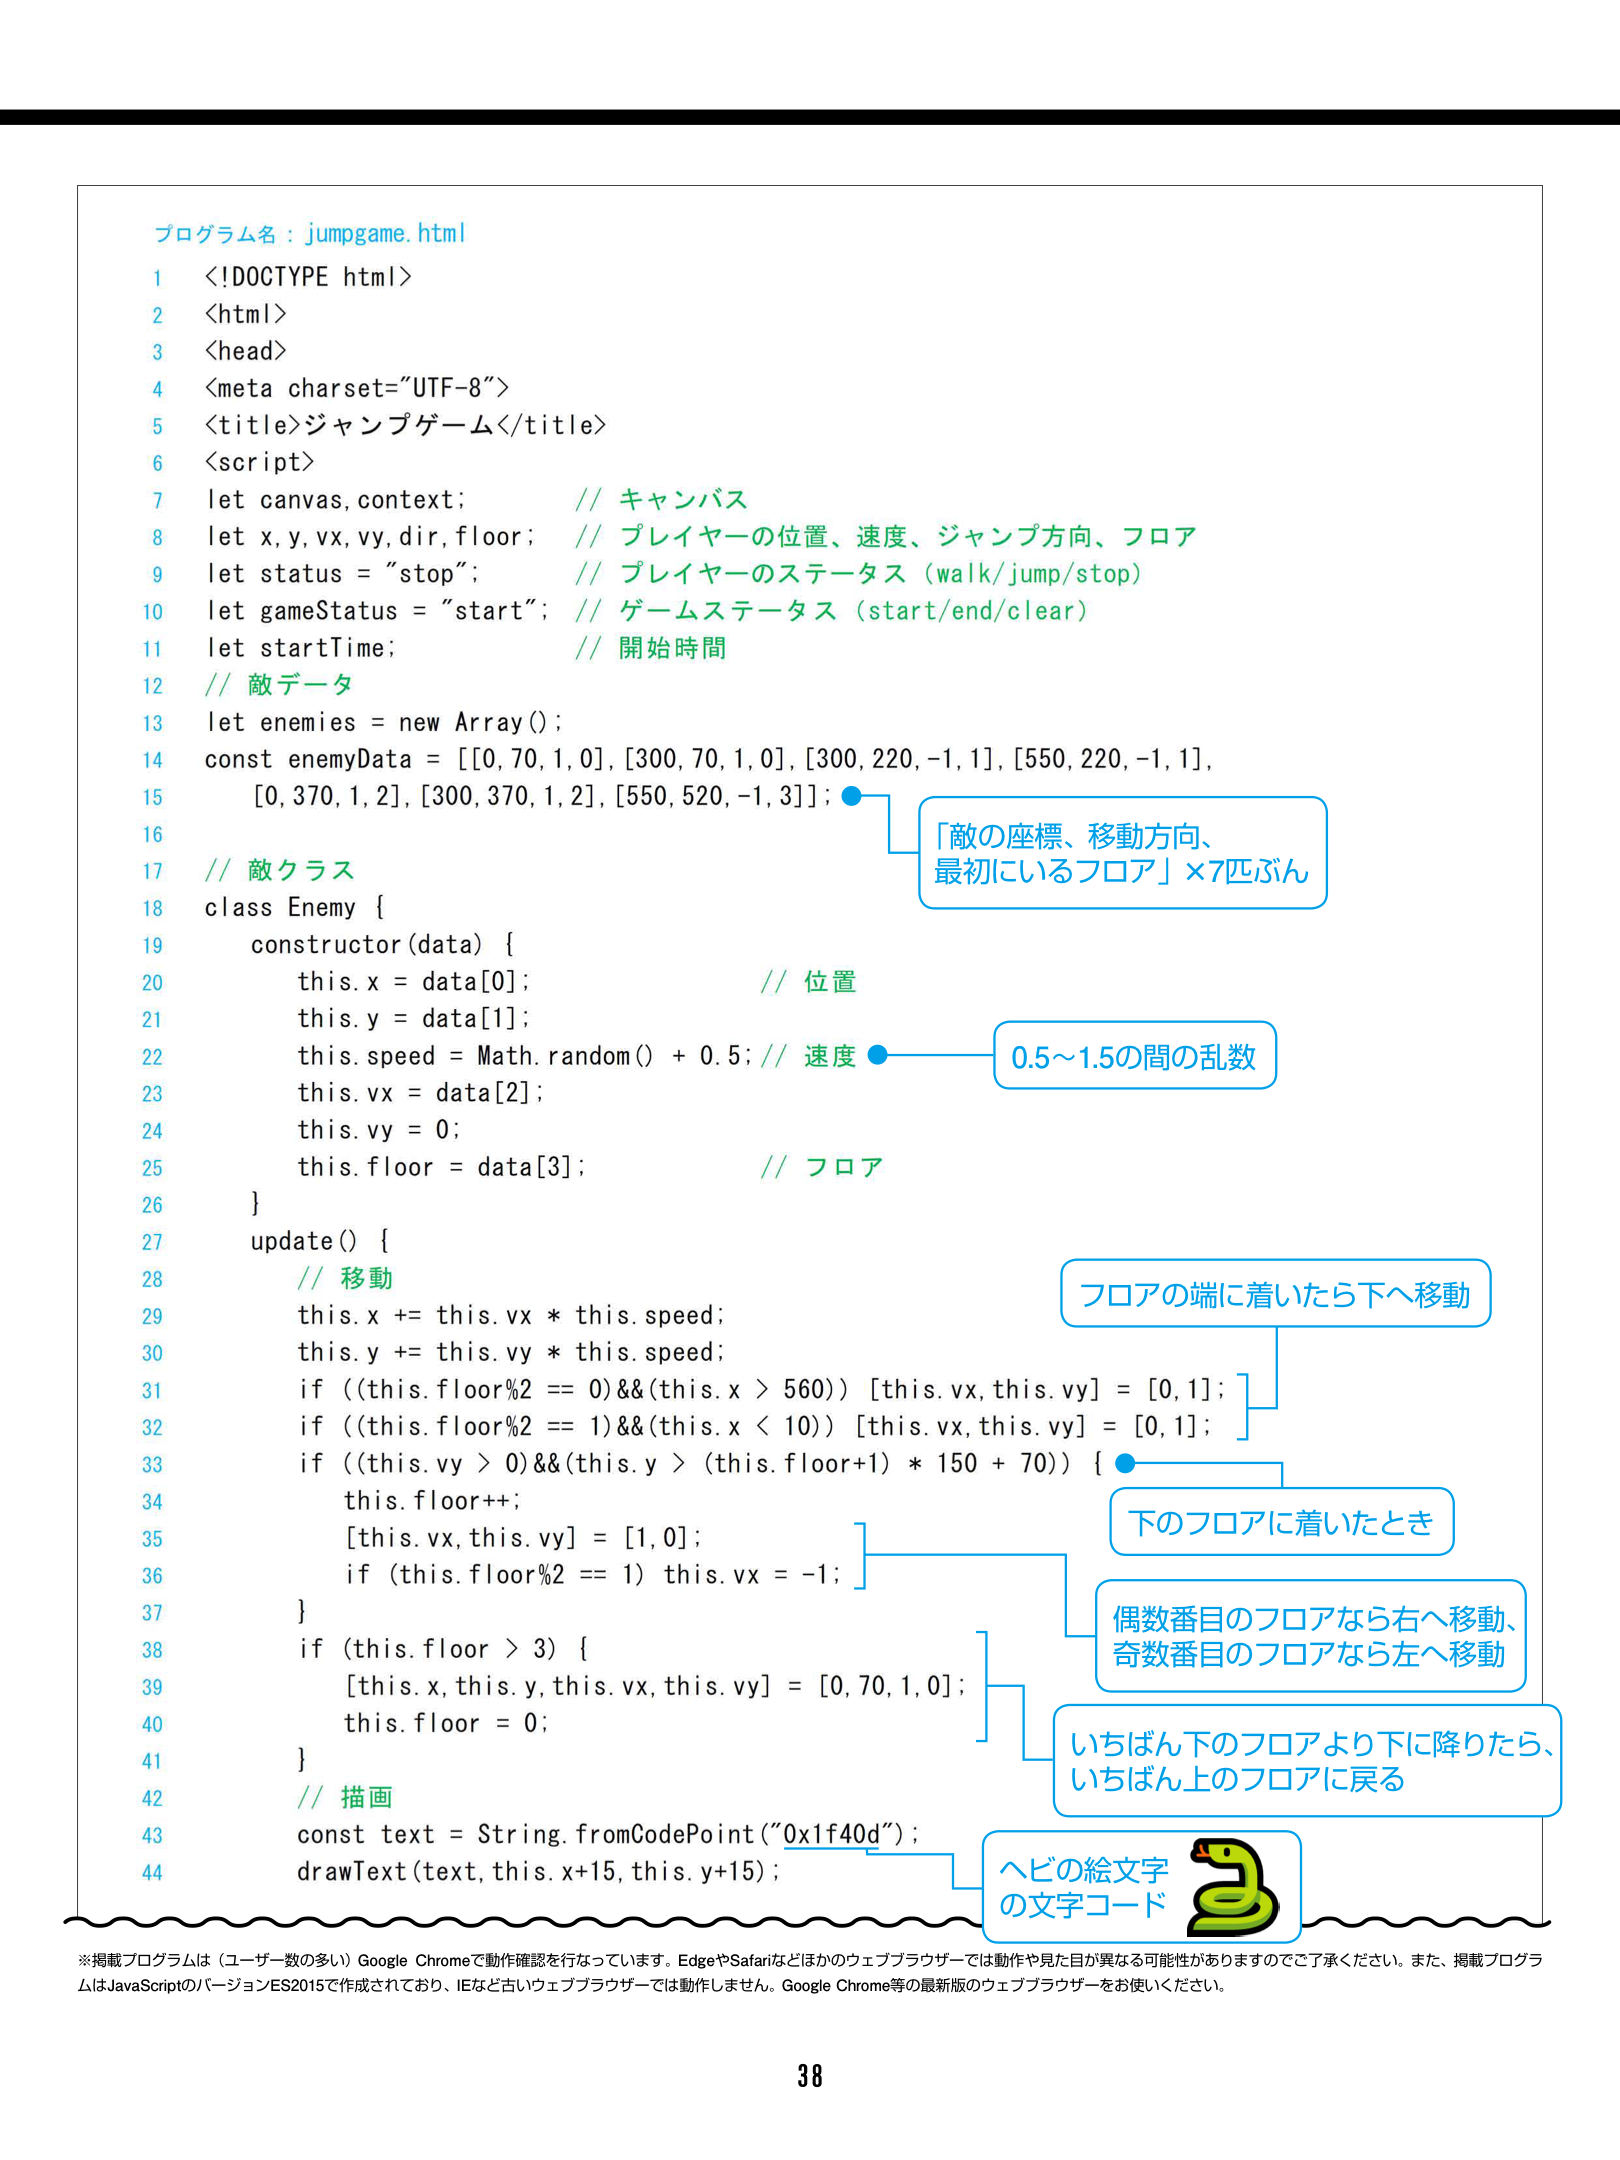 プログラム名：jumpgame.html
1 <!DOCTYPE html>
2 <html>
3 <head>
4 <meta charset="UTF-8">
5 <title>ジャンプゲーム</title>
6 <script>
7 let canvas,context;        // キャンバス
8 let x,y,vx,vy,dir,floor;   // プレイヤーの位置、速度、ジャンプ方向、フロア
9 let status = "stop";       // プレイヤーのステータス（walk/jump/stop）
10 let gameStatus = "start"; // ゲームステータス（start/end/clear）
11 let startTime;             // 開始時間
12 // 敵データ
13 let enemies = new Array();
14 const enemyData = [[0,70,1,0],[300,70,1,0],[300,220,-1,1],[550,220,-1,1],
15    [0,370,1,2],[300,370,1,2],[550,520,-1,3]];
「敵の座標、移動方向、
最初にいるフロア」×7匹ぶん
16
17 // 敵クラス
18 class Enemy {
19    constructor(data) {
20       this.x = data[0];                // 位置
21       this.y = data[1];
22       this.speed = Math.random() + 0.5;// 速度
0.5〜1.5の間の乱数
23       this.vx = data[2];
24       this.vy = 0;
25       this.floor = data[3];            // フロア
26    }
27    update() {
28       // 移動
フロアの端に着いたら下へ移動
29       this.x += this.vx * this.speed;
30       this.y += this.vy * this.speed;
31       if ((this.floor%2 == 0)&&(this.x > 560)) [this.vx,this.vy] = [0,1];
32       if ((this.floor%2 == 1)&&(this.x < 10)) [this.vx,this.vy] = [0,1];
33       if ((this.vy > 0)&&(this.y > (this.floor+1) * 150 + 70)) {
下のフロアに着いたとき
34          this.floor++;
35          [this.vx,this.vy] = [1,0];
36          if (this.floor%2 == 1) this.vx = -1;
偶数番目のフロアなら右へ移動、
奇数番目のフロアなら左へ移動
37       }
38       if (this.floor > 3) {
39          [this.x,this.y,this.vx,this.vy] = [0,70,1,0];
40          this.floor = 0;
いちばん下のフロアより下に降りたら、
いちばん上のフロアに戻る
41       }
42       // 描画
43       const text = String.fromCodePoint("0x1f40d");
44       drawText(text,this.x+15,this.y+15);
ヘビの絵文字
の文字コード
※掲載プログラムは（ユーザー数の多い）Google Chromeで動作確認を行なっています。EdgeやSafariなどほかのウェブブラウザーでは動作や見た目が異なる可能性がありますのでご了承ください。また、掲載プログラ
ムはJavaScriptのバージョンES2015で作成されており、IEなど古いウェブブラウザーでは動作しません。Google Chrome等の最新版のウェブブラウザーをお使いください。
38